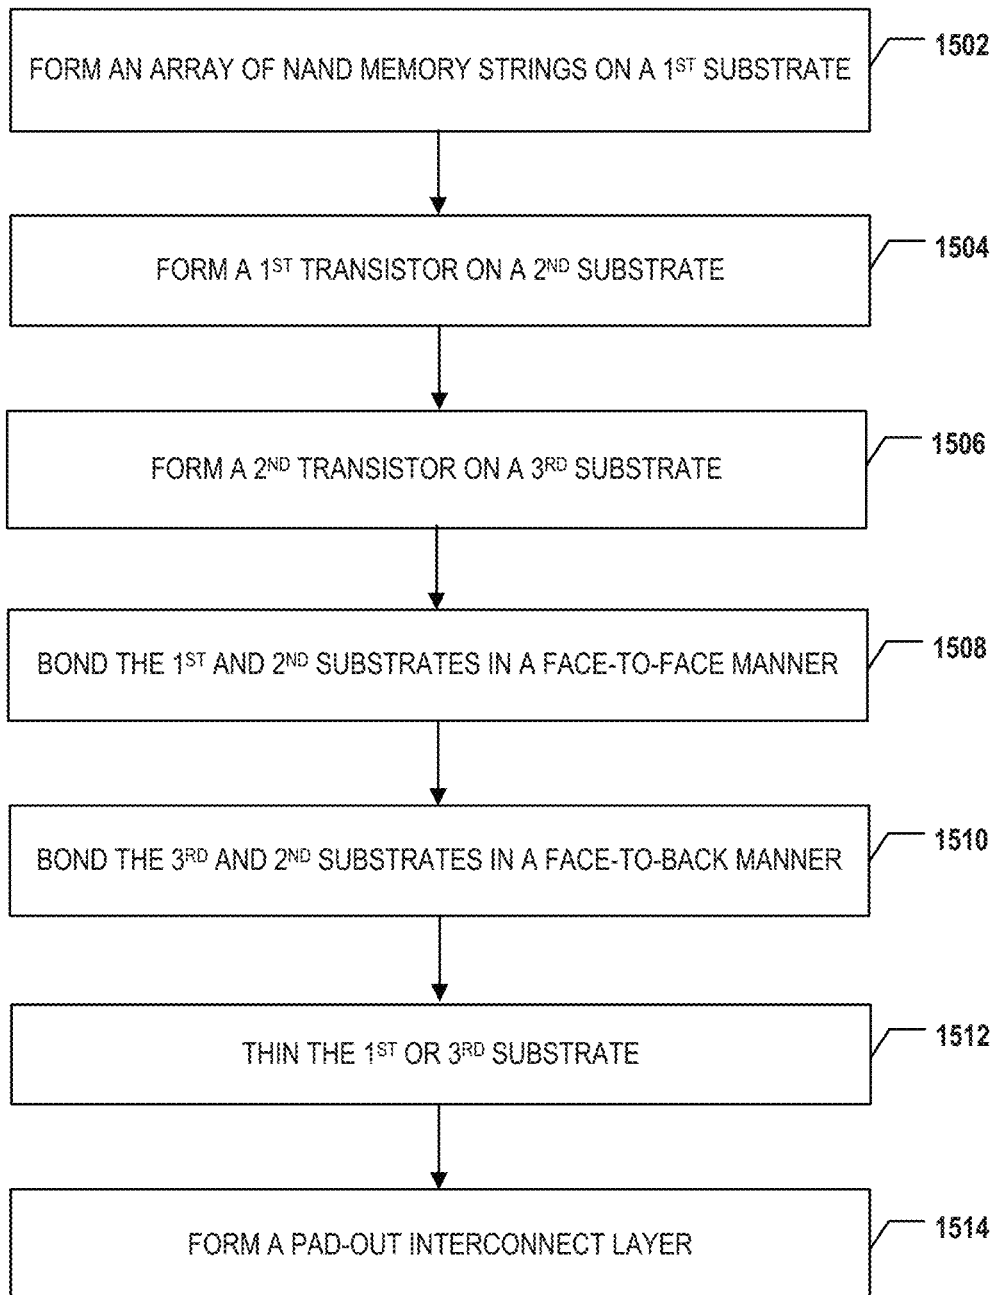 FORM AN ARRAY OF NAND MEMORY STRINGS ON A 1ST SUBSTRATE
1502
FORM A 1ST TRANSISTOR ON A 2ND SUBSTRATE
1504
FORM A 2ND TRANSISTOR ON A 3RD SUBSTRATE
1506
BOND THE 1ST AND 2ND SUBSTRATES IN A FACE-TO-FACE MANNER
1508
BOND THE 3RD AND 2ND SUBSTRATES IN A FACE-TO-BACK MANNER
1510
THIN THE 1ST OR 3RD SUBSTRATE
1512
FORM A PAD-OUT INTERCONNECT LAYER
1514